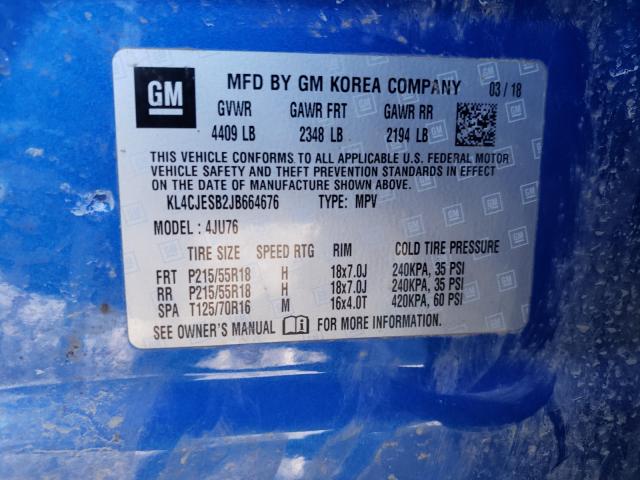 GM MFD BY GM KOREA COMPANY 03 / 18
GVWR GAWR FRT GAWR RR
4409 LB 2348 LB 2194 LB
THIS VEHICLE CONFORMS TO ALL APPLICABLE U.S. FEDERAL MOTOR
VEHICLE SAFETY AND THEFT PREVENTION STANDARDS IN EFFECT
ON THE DATE OF MANUFACTURE SHOWN ABOVE.
KL4CJESB2JB664676 TYPE: MPV
MODEL : 4JU76
TIRE SIZE SPEED RTG RIM COLD TIRE PRESSURE
FRT P215/55R18 H 18x7.0J 240KPA, 35 PSI
RR P215/55R18 H 18x7.0J 240KPA, 35 PSI
SPA T125/70R16 M 16x4.0T 420KPA, 60 PSI
SEE OWNER'S MANUAL FOR MORE INFORMATION.